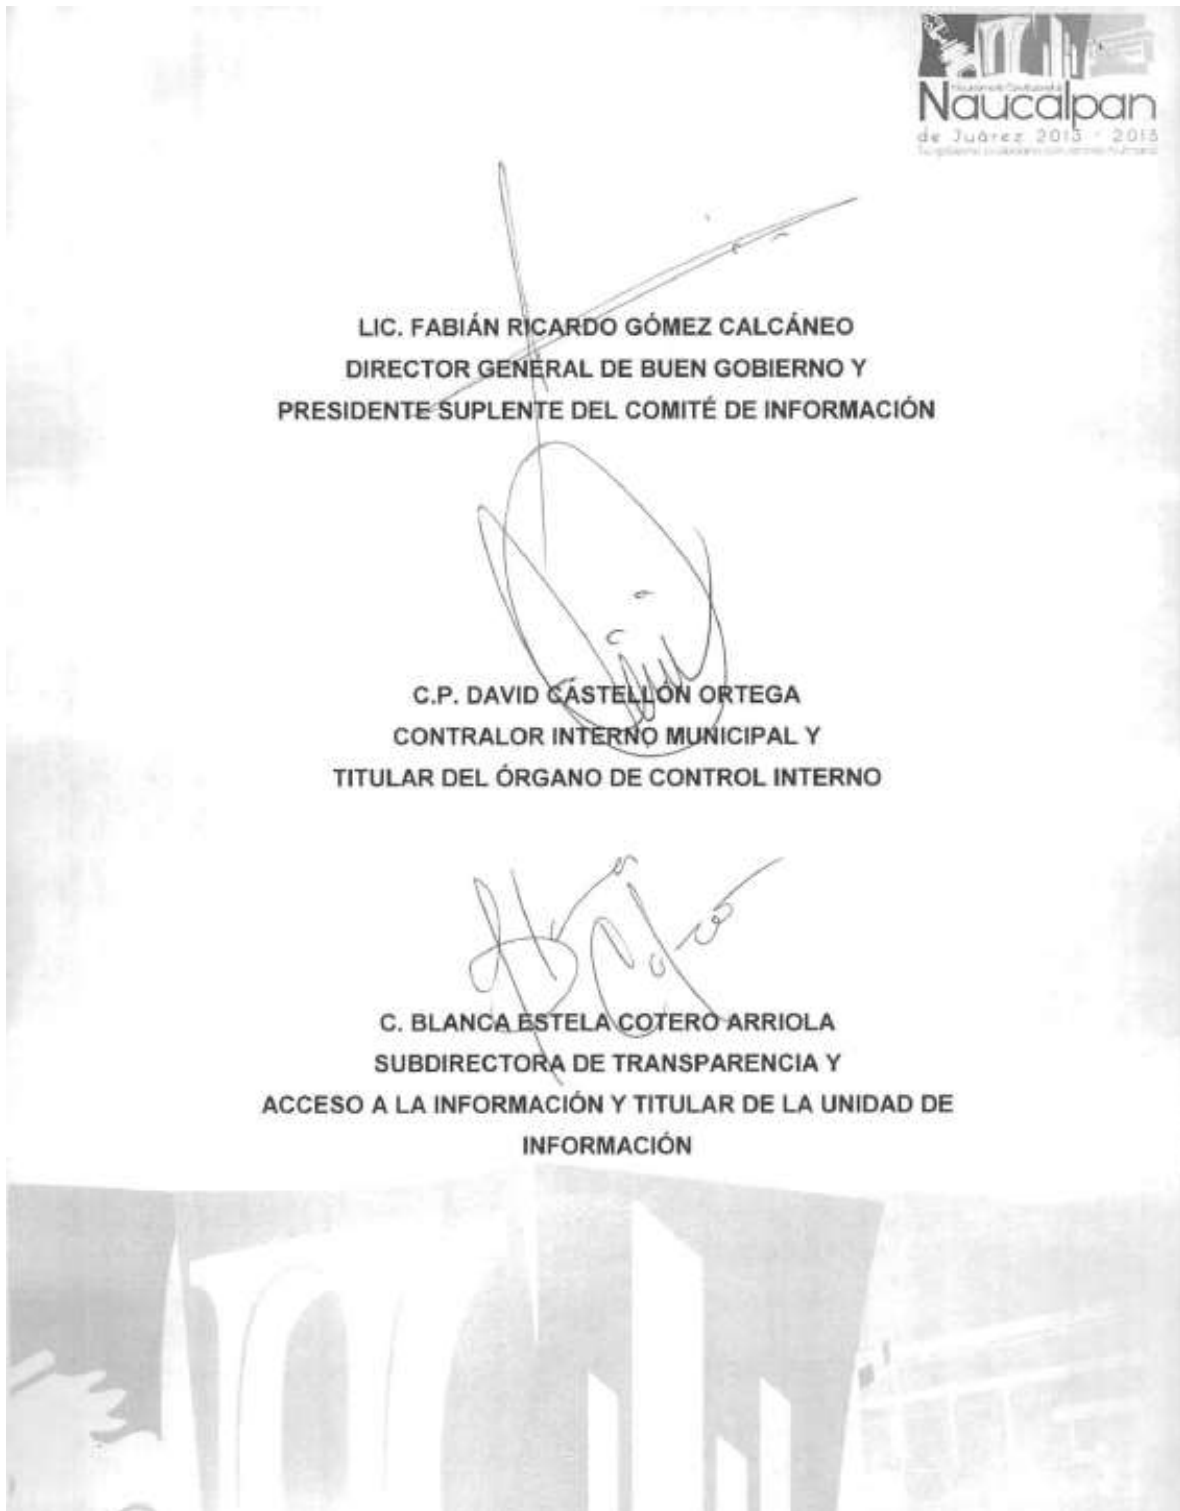 Naucalpan
de Juárez 2013 - 2015
LIC. FABIÁN RICARDO GÓMEZ CALCÁNEO
DIRECTOR GENERAL DE BUEN GOBIERNO Y
PRESIDENTE SUPLENTE DEL COMITÉ DE INFORMACIÓN
C.P. DAVID CASTELLÓN ORTEGA
CONTRALOR INTERNO MUNICIPAL Y
TITULAR DEL ÓRGANO DE CONTROL INTERNO
C. BLANCA ESTELA COTERO ARRIOLA
SUBDIRECTORA DE TRANSPARENCIA Y
ACCESO A LA INFORMACIÓN Y TITULAR DE LA UNIDAD DE
INFORMACIÓN